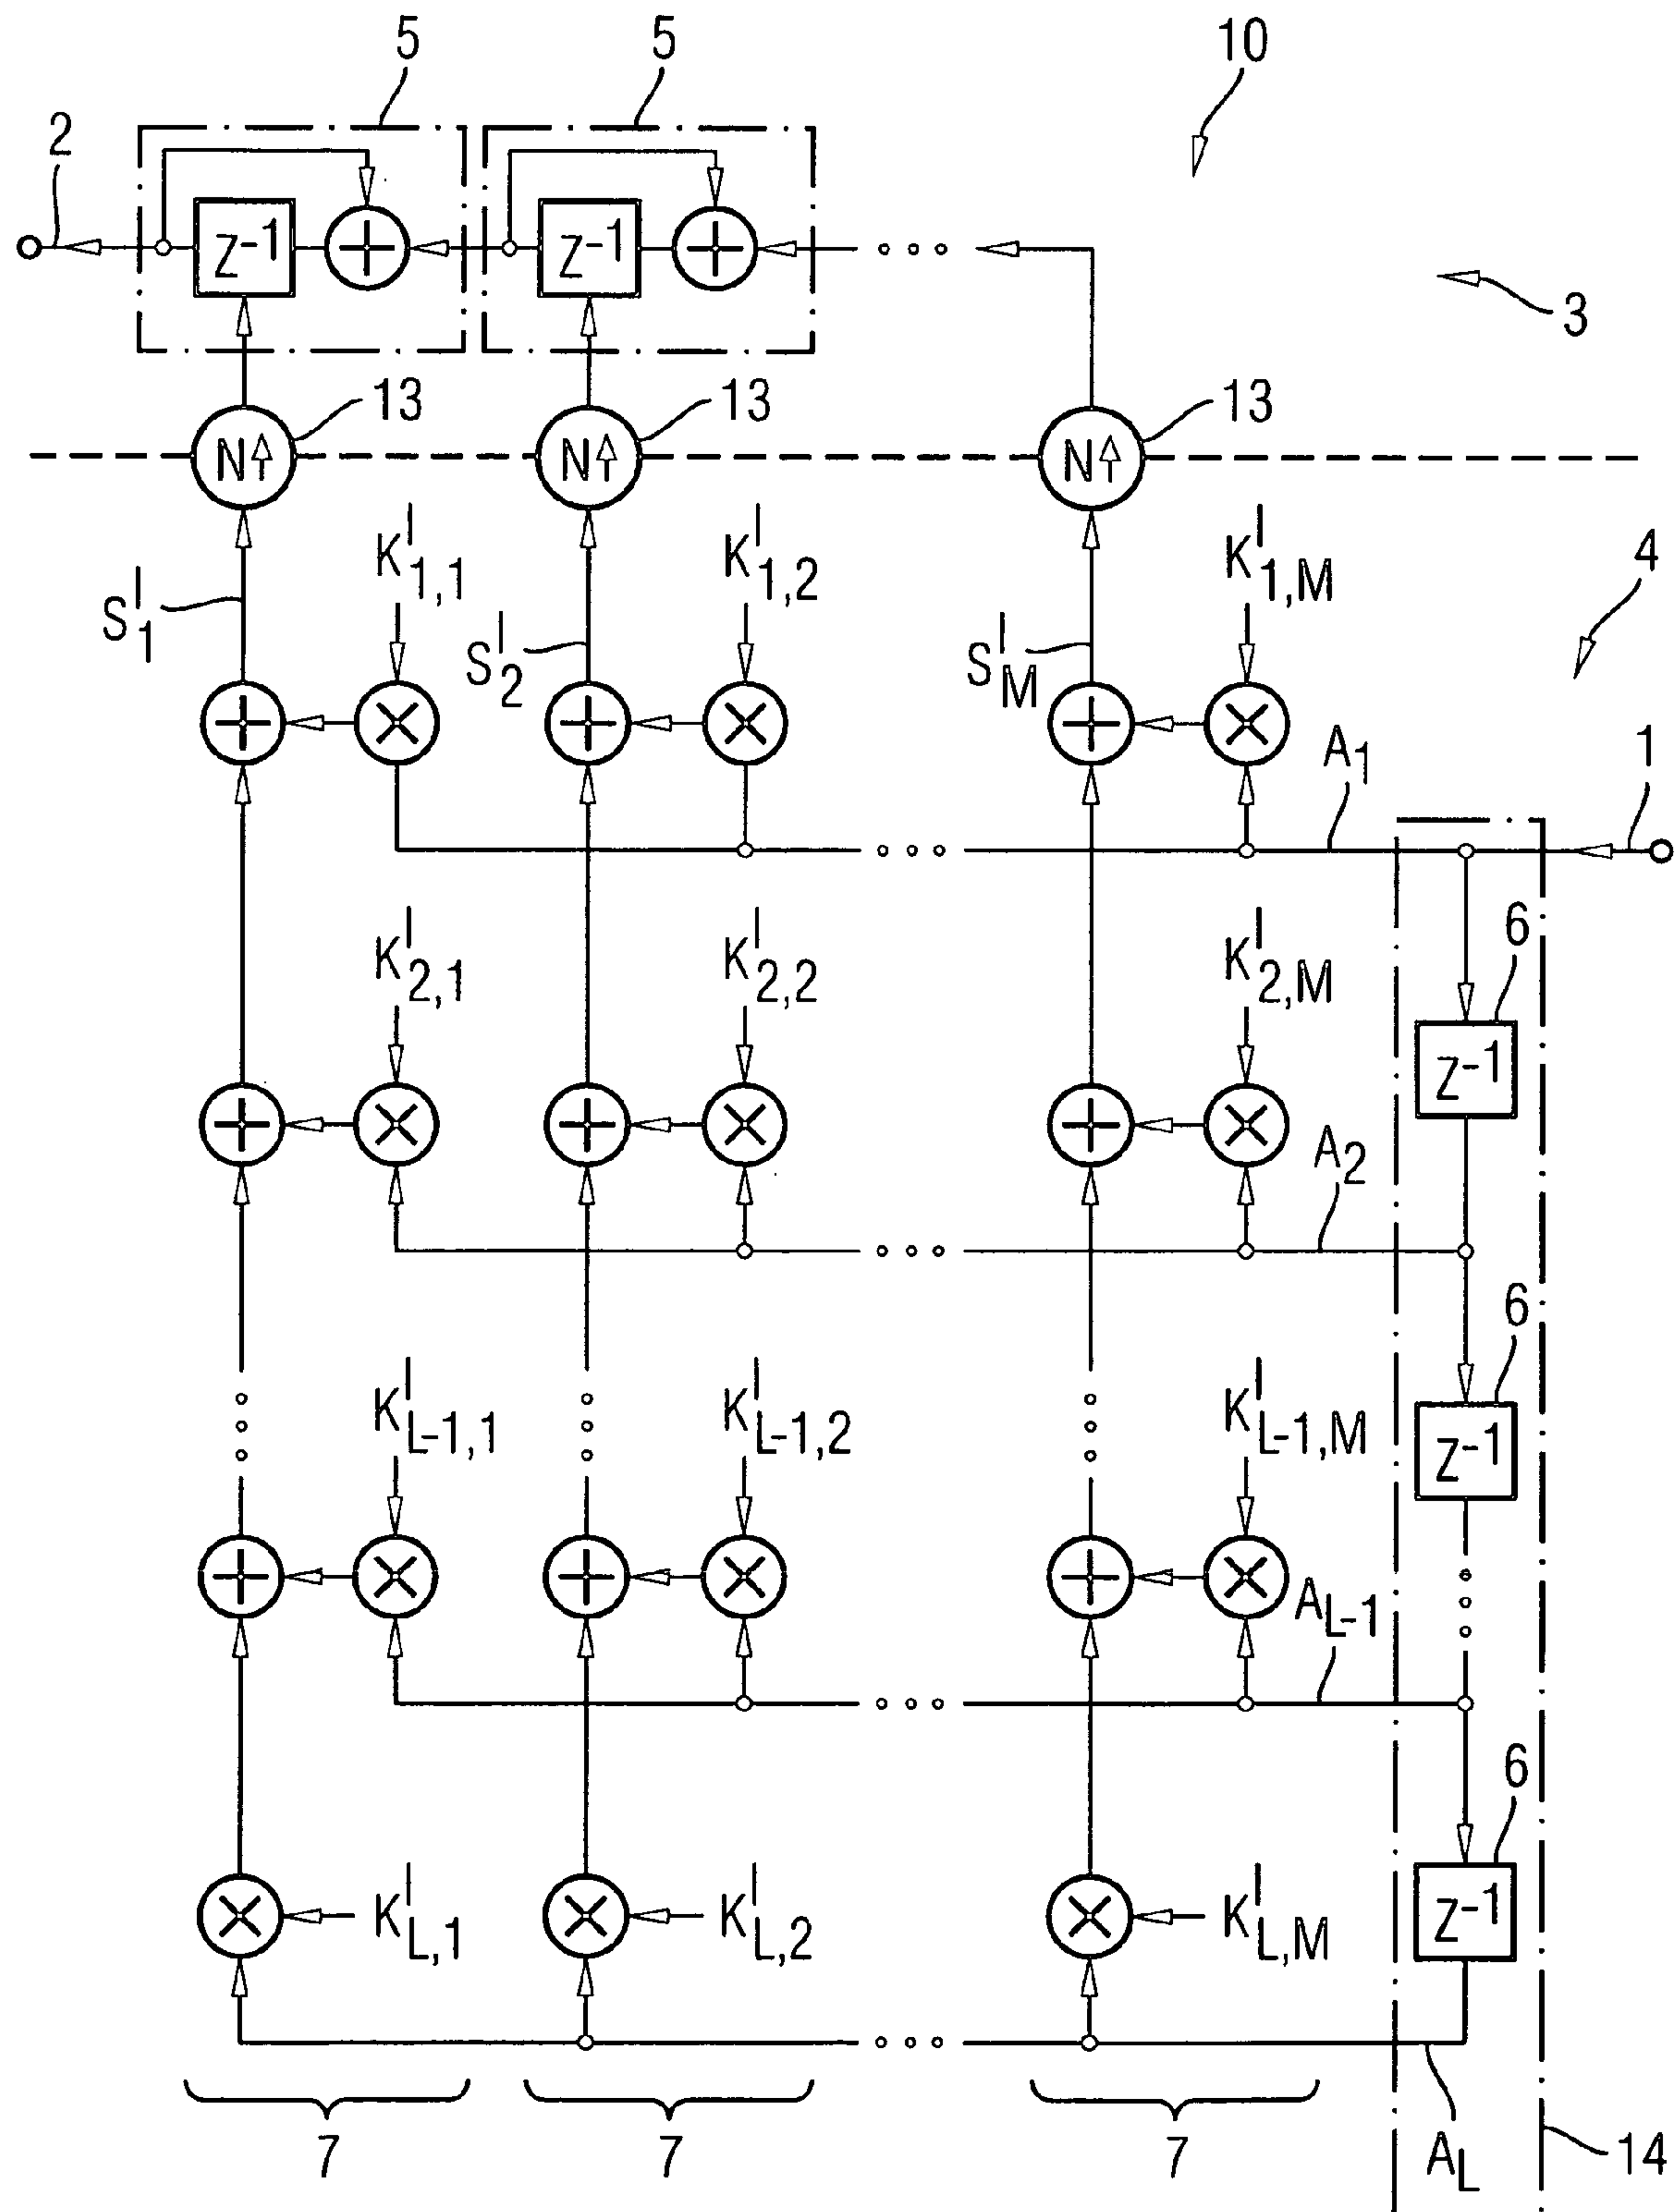 5 5 10
2
Z-1 Z-1
3
13 13 13
N↑ N↑ N↑
K'1,1 K'1,2 K'1,M
4
S'1 S'2 S'M
A1 1
6
K'2,1 K'2,2 K'2,M
Z-1
A2
6
K'L-1,1 K'L-1,2 K'L-1,M
Z-1
AL-1
6
K'L,1 K'L,2 K'L,M
Z-1
7 7 7 AL 14